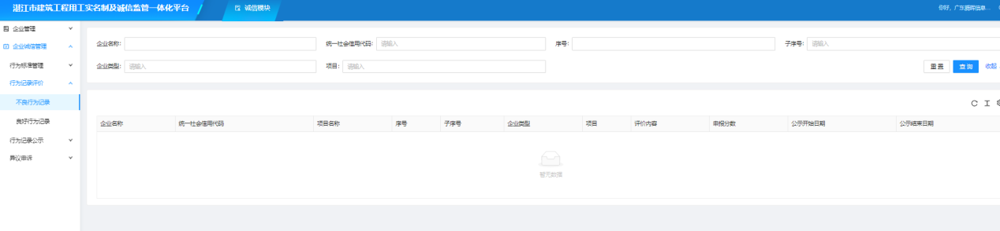 湛江市建筑工程用工实名制及诚信监管一体化平台
诚信模块
你好，广东
企业管理
企业诚信管理
行为标准管理
行为记录评价
不良行为记录
良好行为记录
行为记录公示
异议申诉
企业名称:
统一社会信用代码: 请输入
序号:
子序号: 请输入
企业类型: 请输入
项目: 请输入
重置 查询 收起
企业名称 统一社会信用代码 项目名称 序号 子序号 企业类型 项目 评价内容 申报分数 公示开始日期 公示结束日期
暂无数据